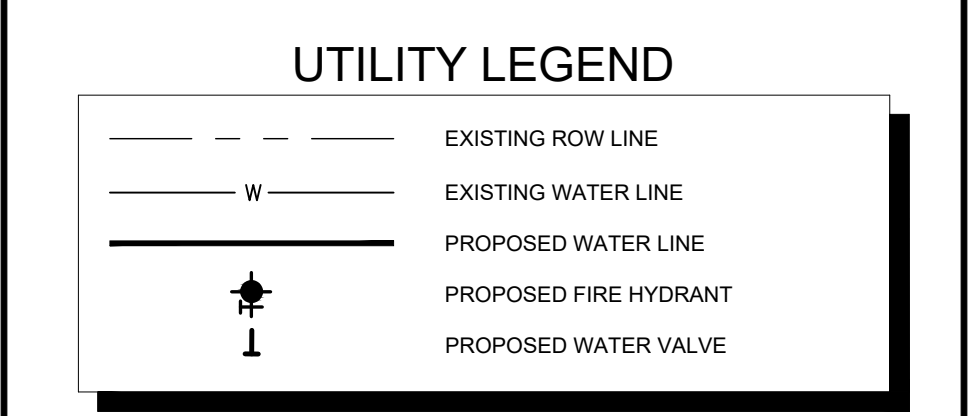 UTILITY LEGEND
EXISTING ROW LINE
W EXISTING WATER LINE
PROPOSED WATER LINE
PROPOSED FIRE HYDRANT
PROPOSED WATER VALVE